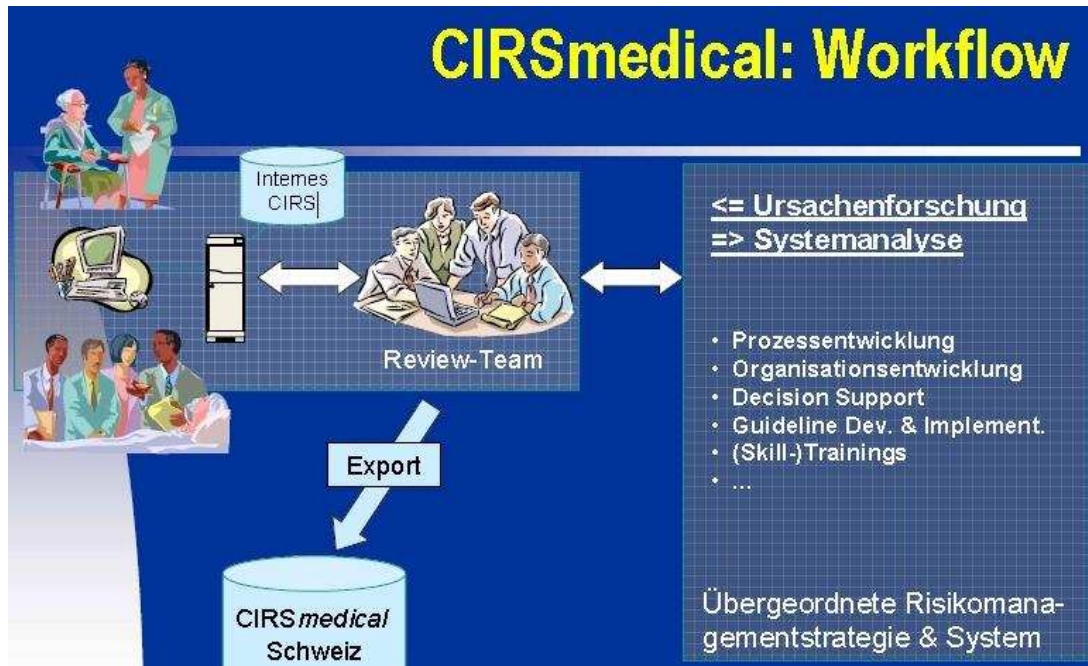 CIRSmedical: Workflow
Internes
CIRS
Review-Team
Export
CIRSmedical
Schweiz
<= Ursachenforschung
=> Systemanalyse
• Prozessentwicklung
• Organisationsentwicklung
• Decision Support
• Guideline Dev. & Implement.
• (Skill-)Trainings
• ...
Übergeordnete Risikomana-
gementstrategie & System